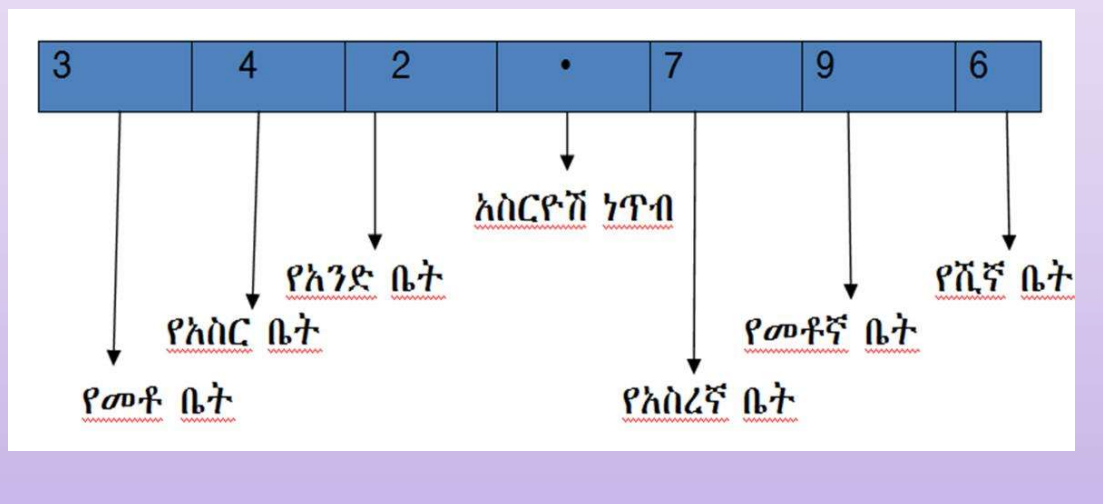 3 4 2 • 7 9 6
አስርዮሽ ነጥብ
የአንድ ቤት
የሺኛ ቤት
የአስር ቤት
የመቶኛ ቤት
የመቶ ቤት
የአስረኛ ቤት